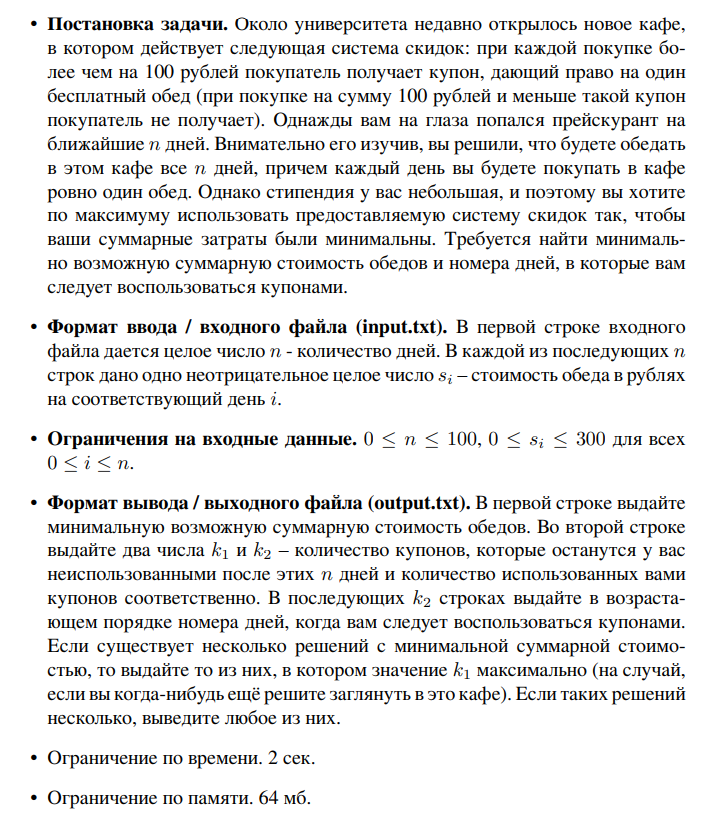 • Постановка задачи. Около университета недавно открылось новое кафе,
в котором действует следующая система скидок: при каждой покупке бо-
лее чем на 100 рублей покупатель получает купон, дающий право на один
бесплатный обед (при покупке на сумму 100 рублей и меньше такой купон
покупатель не получает). Однажды вам на глаза попался прейскурант на
ближайшие n дней. Внимательно его изучив, вы решили, что будете обедать
в этом кафе все n дней, причем каждый день вы будете покупать в кафе
ровно один обед. Однако стипендия у вас небольшая, и поэтому вы хотите
по максимуму использовать предоставляемую систему скидок так, чтобы
ваши суммарные затраты были минимальны. Требуется найти минималь-
но возможную суммарную стоимость обедов и номера дней, в которые вам
следует воспользоваться купонами.
• Формат ввода / входного файла (input.txt). В первой строке входного
файла дается целое число n - количество дней. В каждой из последующих n
строк дано одно неотрицательное целое число sᵢ – стоимость обеда в рублях
на соответствующий день i.
• Ограничения на входные данные. 0 ≤ n ≤ 100, 0 ≤ sᵢ ≤ 300 для всех
0 ≤ i ≤ n.
• Формат вывода / выходного файла (output.txt). В первой строке выдайте
минимальную возможную суммарную стоимость обедов. Во второй строке
выдайте два числа k₁ и k₂ – количество купонов, которые останутся у вас
неиспользованными после этих n дней и количество использованных вами
купонов соответственно. В последующих k₂ строках выдайте в возраста-
ющем порядке номера дней, когда вам следует воспользоваться купонами.
Если существует несколько решений с минимальной суммарной стоимо-
стью, то выдайте то из них, в котором значение k₁ максимально (на случай,
если вы когда-нибудь ещё решите заглянуть в это кафе). Если таких решений
несколько, выведите любое из них.
• Ограничение по времени. 2 сек.
• Ограничение по памяти. 64 мб.